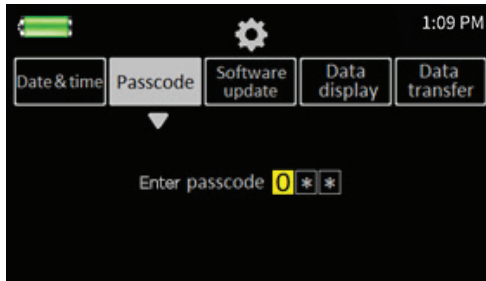 1:09 PM
Date & time
Passcode
Software
update
Data
display
Data
transfer
Enter passcode 0 * *